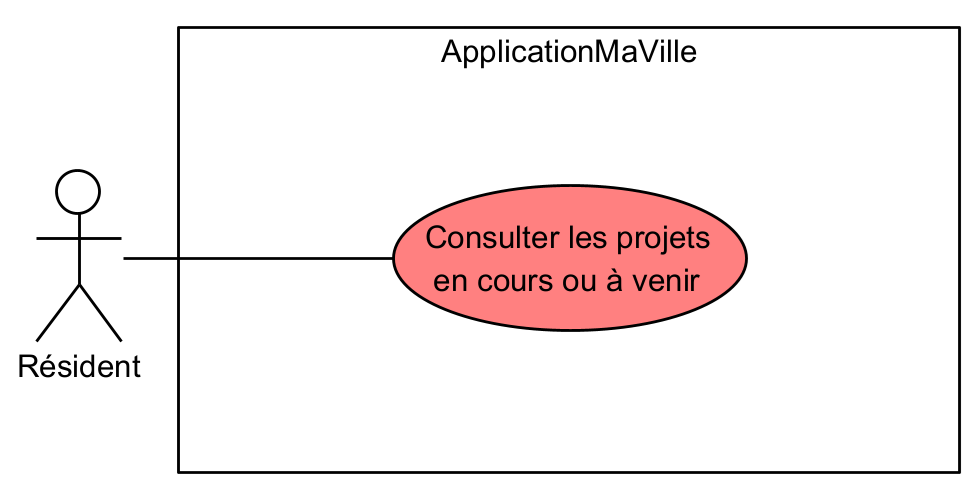 ApplicationMaVille
Consulter les projets
en cours ou à venir
Résident